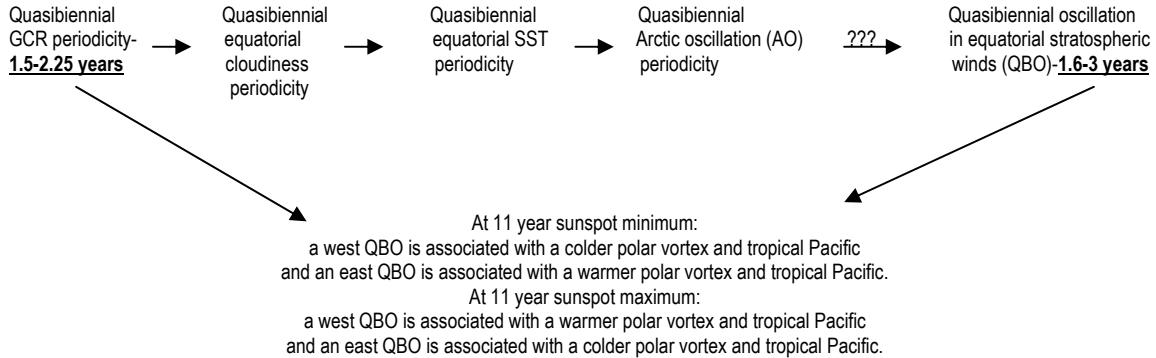 Quasibiennial
GCR periodicity-
1.5-2.25 years
Quasibiennial
equatorial
cloudiness
periodicity
Quasibiennial
equatorial SST
periodicity
Quasibiennial
Arctic oscillation (AO)
periodicity
???
Quasibiennial oscillation
in equatorial stratospheric
winds (QBO)-1.6-3 years
At 11 year sunspot minimum:
a west QBO is associated with a colder polar vortex and tropical Pacific
and an east QBO is associated with a warmer polar vortex and tropical Pacific.
At 11 year sunspot maximum:
a west QBO is associated with a warmer polar vortex and tropical Pacific
and an east QBO is associated with a colder polar vortex and tropical Pacific.